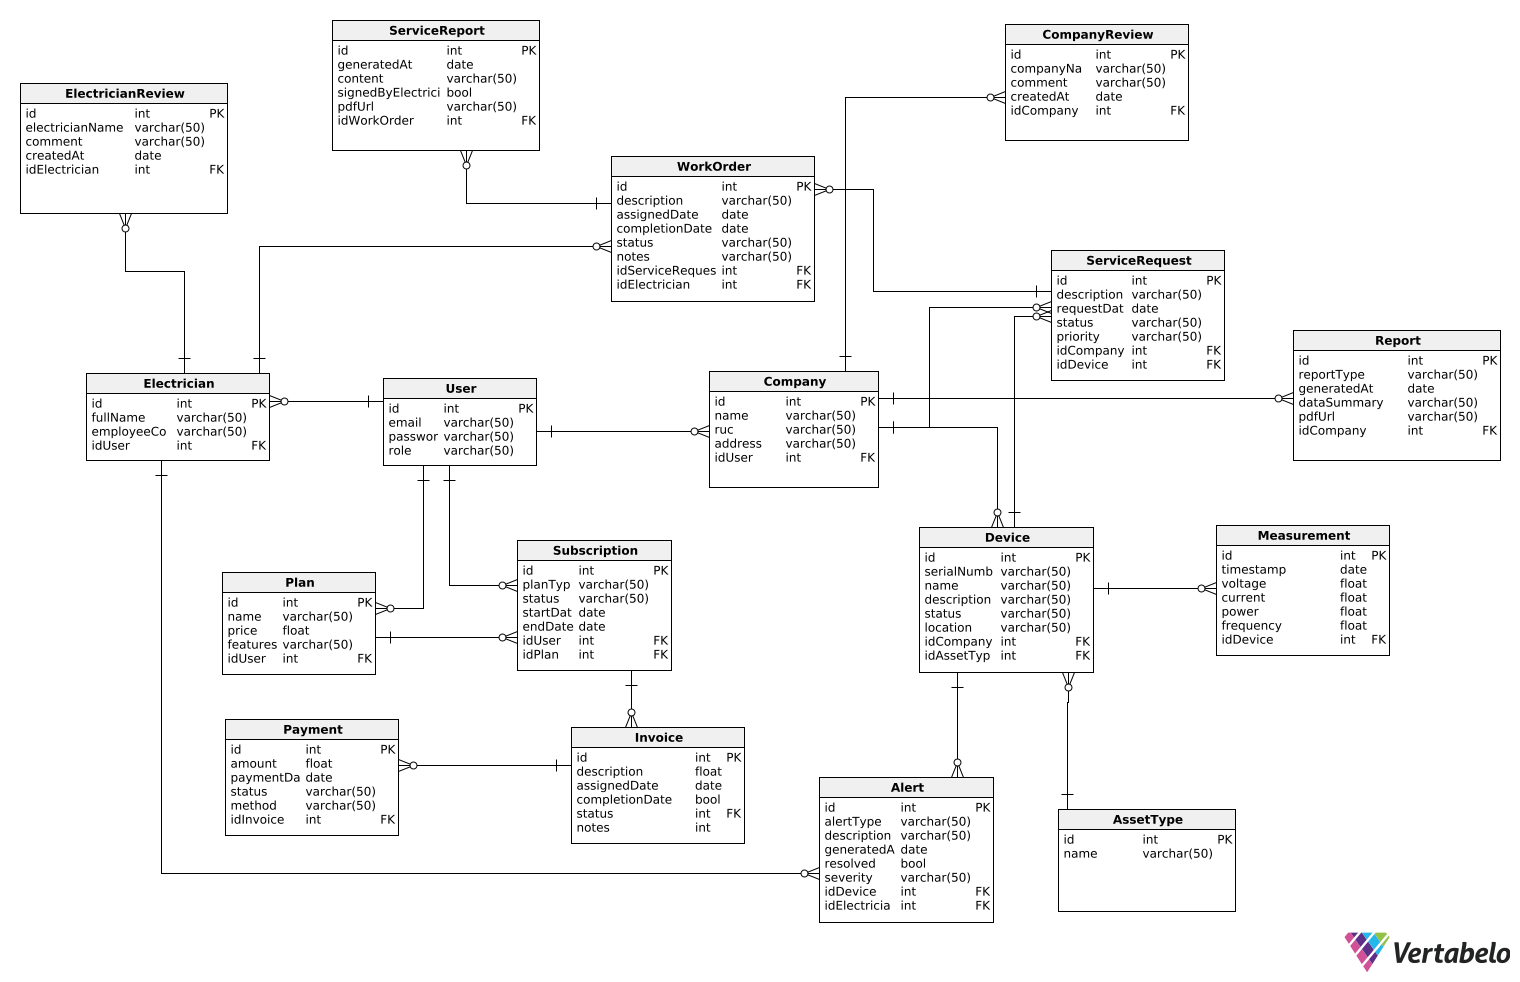 ServiceReport
id int PK
generatedAt date
content varchar(50)
signedByElectrici bool
pdfUrl varchar(50)
idWorkOrder int FK
CompanyReview
id int PK
companyNa varchar(50)
comment varchar(50)
createdAt date
idCompany int FK
ElectricianReview
id int PK
electricianName varchar(50)
comment varchar(50)
createdAt date
idElectrician int FK
WorkOrder
id int PK
description varchar(50)
assignedDate date
completionDate date
status varchar(50)
notes varchar(50)
idServiceReques int FK
idElectrician int FK
ServiceRequest
id int PK
description varchar(50)
requestDat date
status varchar(50)
priority varchar(50)
idCompany int FK
idDevice int FK
Report
id int PK
reportType varchar(50)
generatedAt date
dataSummary varchar(50)
pdfUrl varchar(50)
idCompany int FK
Electrician
id int PK
fullName varchar(50)
employeeCo varchar(50)
idUser int FK
User
id int PK
email varchar(50)
passwor varchar(50)
role varchar(50)
Company
id int PK
name varchar(50)
ruc varchar(50)
address varchar(50)
idUser int FK
Device
id int PK
serialNumb varchar(50)
name varchar(50)
description varchar(50)
status varchar(50)
location varchar(50)
idCompany int FK
idAssetTyp int FK
Measurement
id int PK
timestamp date
voltage float
current float
power float
frequency float
idDevice int FK
Subscription
id int PK
planTyp varchar(50)
status varchar(50)
startDat date
endDate date
idUser int FK
idPlan int FK
Plan
id int PK
name varchar(50)
price float
features varchar(50)
idUser int FK
Payment
id int PK
amount float
paymentDa date
status varchar(50)
method varchar(50)
idInvoice int FK
Invoice
id int PK
description float
assignedDate date
completionDate bool
status int FK
notes int
Alert
id int PK
alertType varchar(50)
description varchar(50)
generatedA date
resolved bool
severity varchar(50)
idDevice int FK
idElectricia int FK
AssetType
id int PK
name varchar(50)
Vertabelo